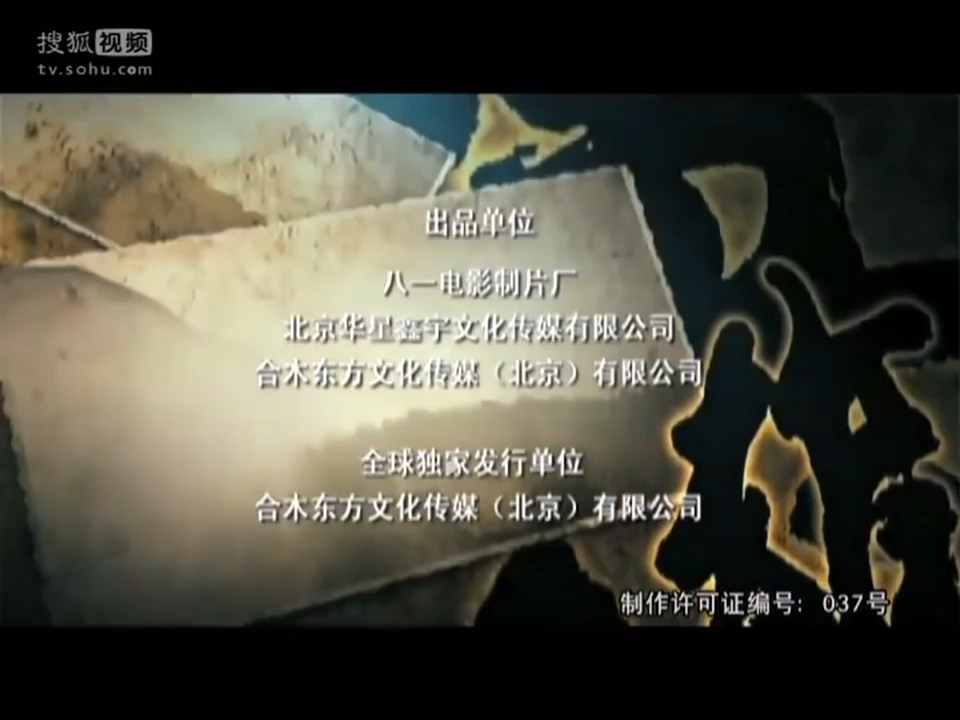 搜狐视频
tv.sohu.com
出品单位
八一电影制片厂
北京华星鑫宇文化传媒有限公司
合木东方文化传媒（北京）有限公司
全球独家发行单位
合木东方文化传媒（北京）有限公司
制作许可证编号：037号